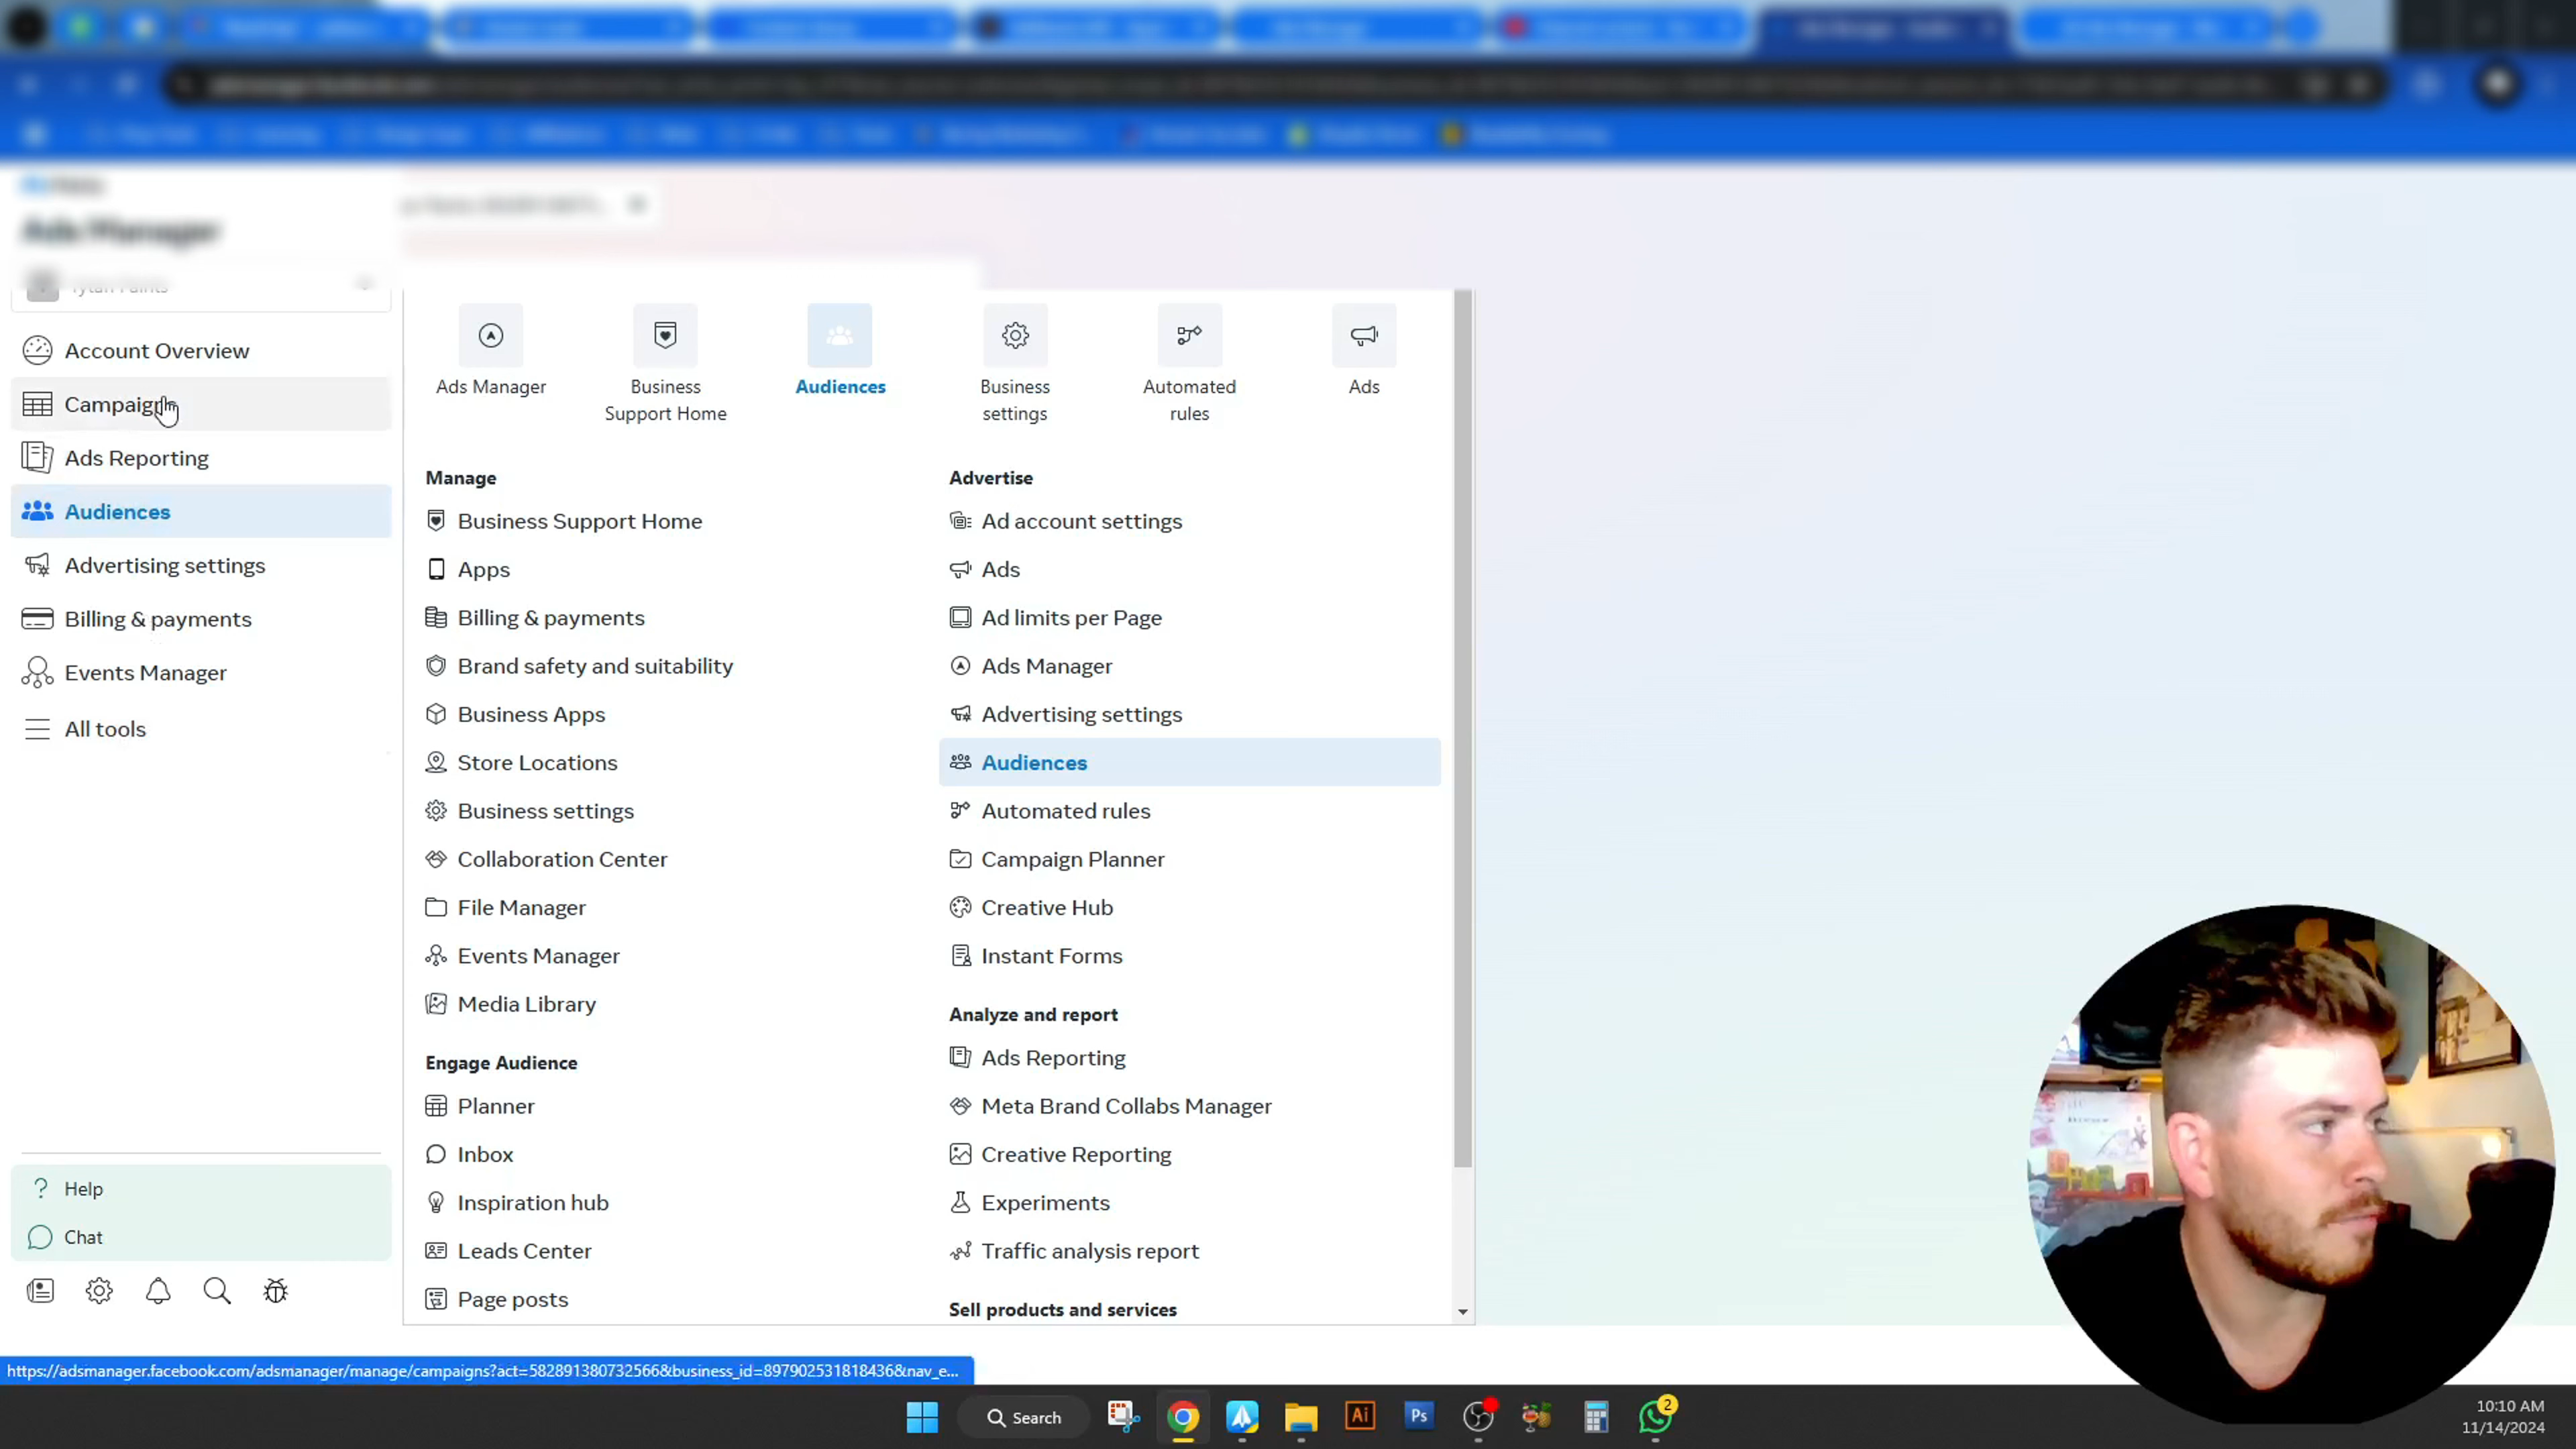 Ads Manager
Account Overview
Campaigns
Ads Reporting
Audiences
Advertising settings
Billing & payments
Events Manager
All tools
Help
Chat
Ads Manager
Business Support Home
Audiences
Business settings
Automated rules
Ads
Manage
Business Support Home
Apps
Billing & payments
Brand safety and suitability
Business Apps
Store Locations
Business settings
Collaboration Center
File Manager
Events Manager
Media Library
Engage Audience
Planner
Inbox
Inspiration hub
Leads Center
Page posts
Advertise
Ad account settings
Ads
Ad limits per Page
Ads Manager
Advertising settings
Audiences
Automated rules
Campaign Planner
Creative Hub
Instant Forms
Analyze and report
Ads Reporting
Meta Brand Collabs Manager
Creative Reporting
Experiments
Traffic analysis report
Sell products and services
https://adsmanager.facebook.com/adsmanager/manage/campaigns?act=582891380732566&business_id=897902531818436&nav_e...
Search
Ai
Ps
2
10:10 AM
11/14/2024